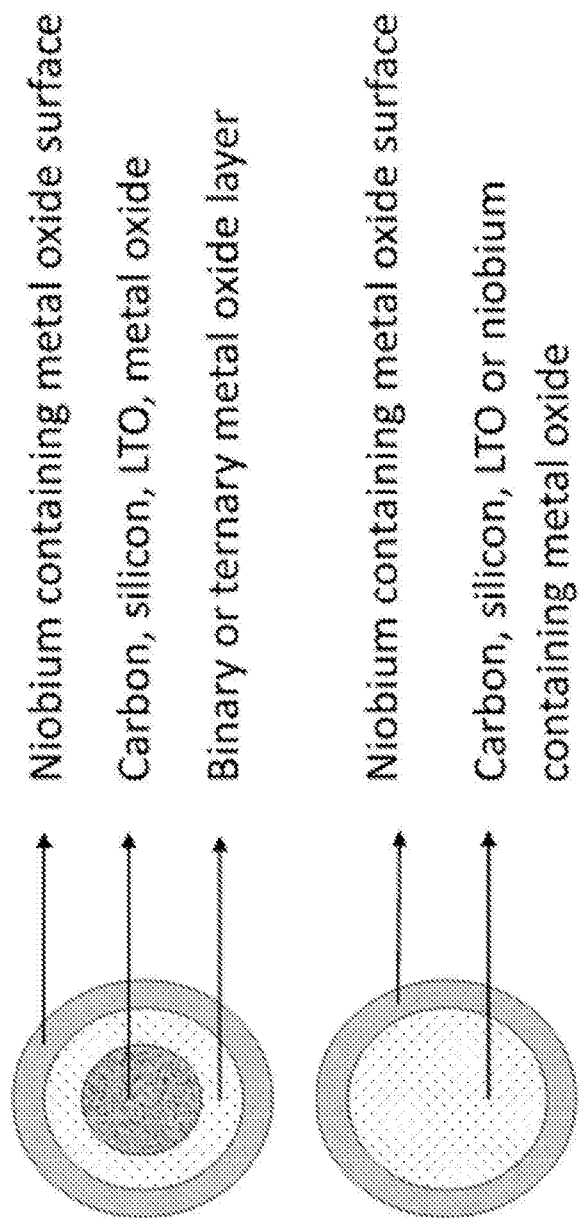 Niobium containing metal oxide surface
Carbon, silicon, LTO, metal oxide
Binary or ternary metal oxide layer
Niobium containing metal oxide surface
Carbon, silicon, LTO or niobium
containing metal oxide